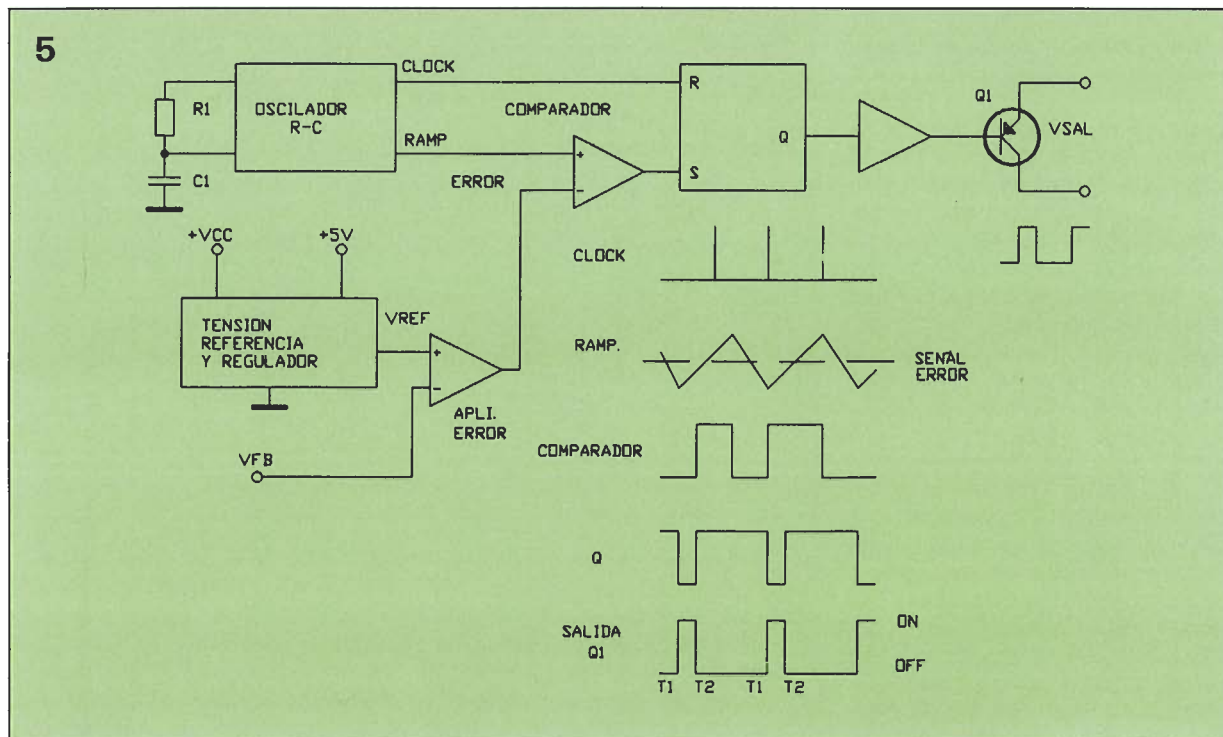 5
CLOCK
R1
OSCILADOR
R-C
COMPARADOR
R
Q1
VSAL
RAMP
Q
C1
ERROR
+
-
S
+VCC
+5V
CLOCK
TENSION
REFERENCIA
Y REGULADOR
VREF
+
-
RAMP.
SEÑAL
ERROR
APLI.
ERROR
COMPARADOR
VFB
Q
SALIDA
Q1
ON
OFF
T1 T2 T1 T2